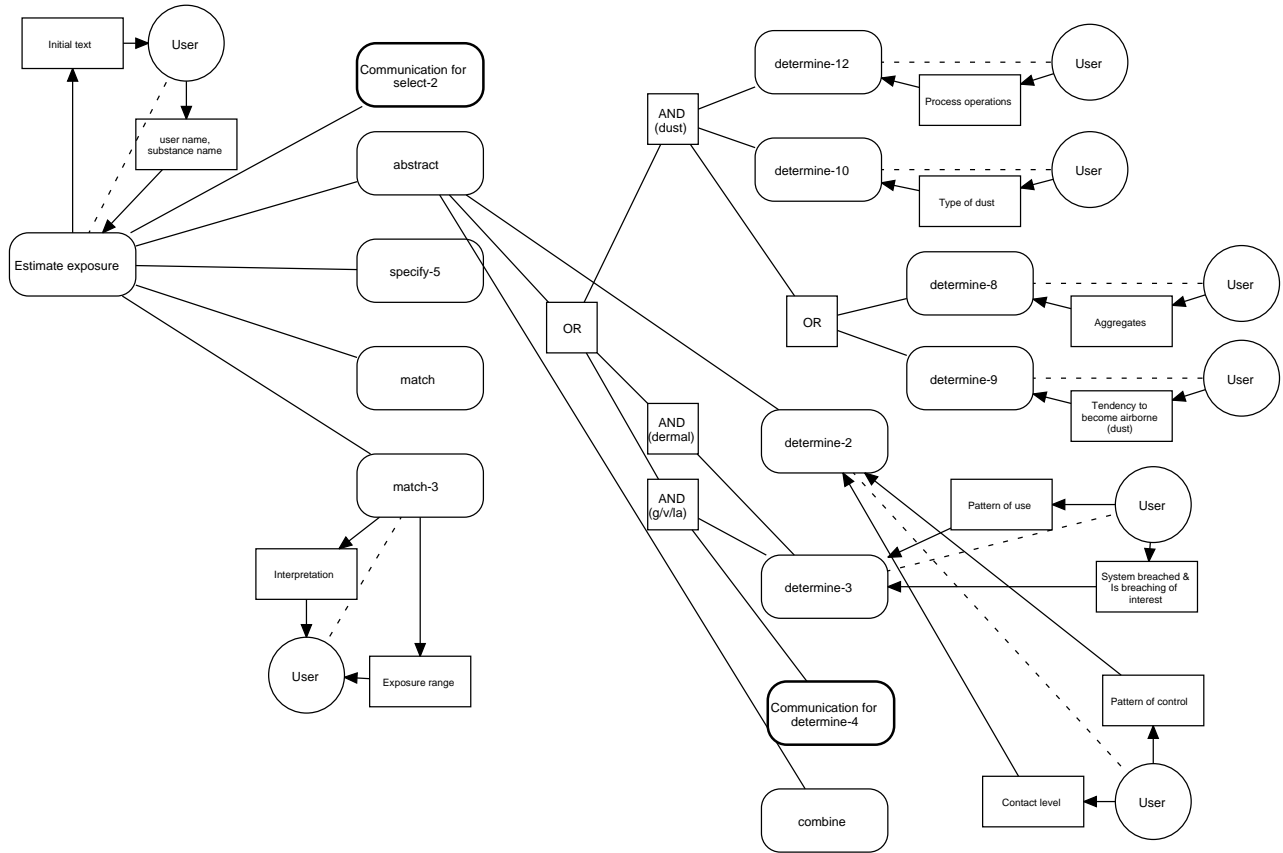 Initial text
User
Communication for
select-2
user name,
substance name
abstract
Estimate exposure
specify-5
match
match-3
Interpretation
User
Exposure range
OR
AND
(dust)
AND
(dermal)
AND
(g/v/la)
determine-12
Process operations
User
determine-10
Type of dust
User
OR
determine-8
Aggregates
User
determine-9
Tendency to
become airborne
(dust)
User
determine-2
Pattern of use
User
determine-3
System breached &
Is breaching of
interest
Communication for
determine-4
Pattern of control
combine
Contact level
User